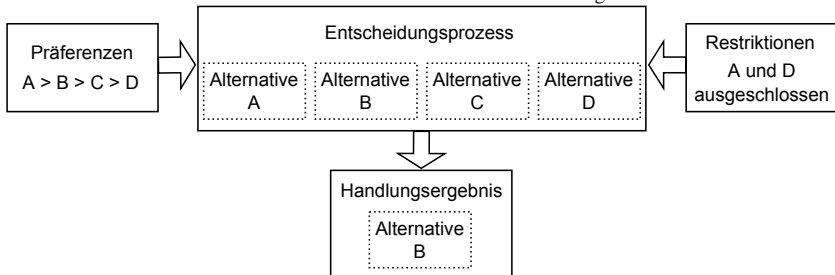 Präferenzen
A > B > C > D
Entscheidungsprozess
Alternative
A
Alternative
B
Alternative
C
Alternative
D
Restriktionen
A und D
ausgeschlossen
Handlungsergebnis
Alternative
B